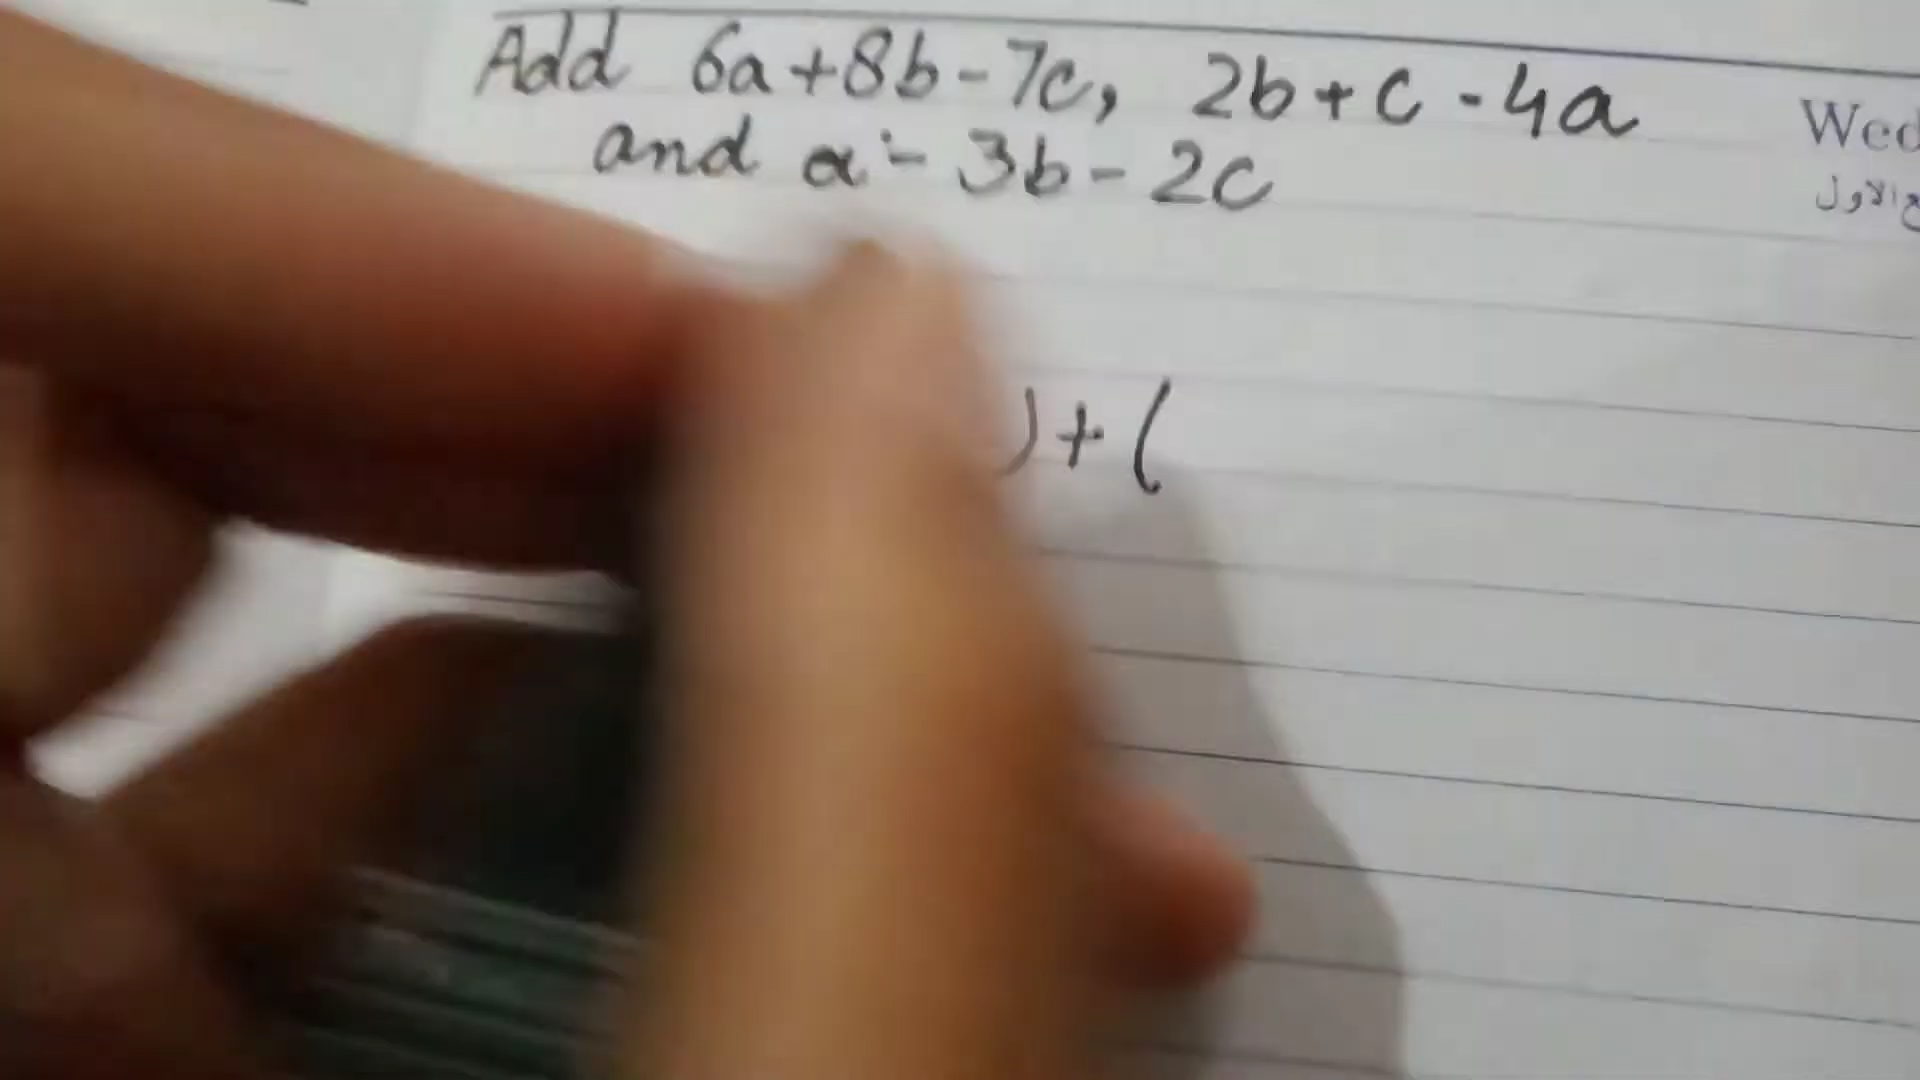 Add 6a+8b-7c, 2b+c-4a
and a-3b-2c
Wed
) + (